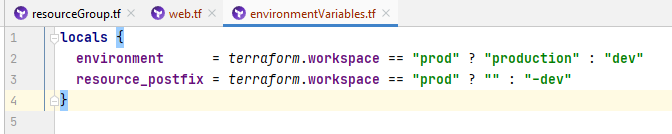 resourceGroup.tf web.tf environmentVariables.tf
1 locals {
2 environment = terraform.workspace == "prod" ? "production" : "dev"
3 resource_postfix = terraform.workspace == "prod" ? "" : "-dev"
4 }
5